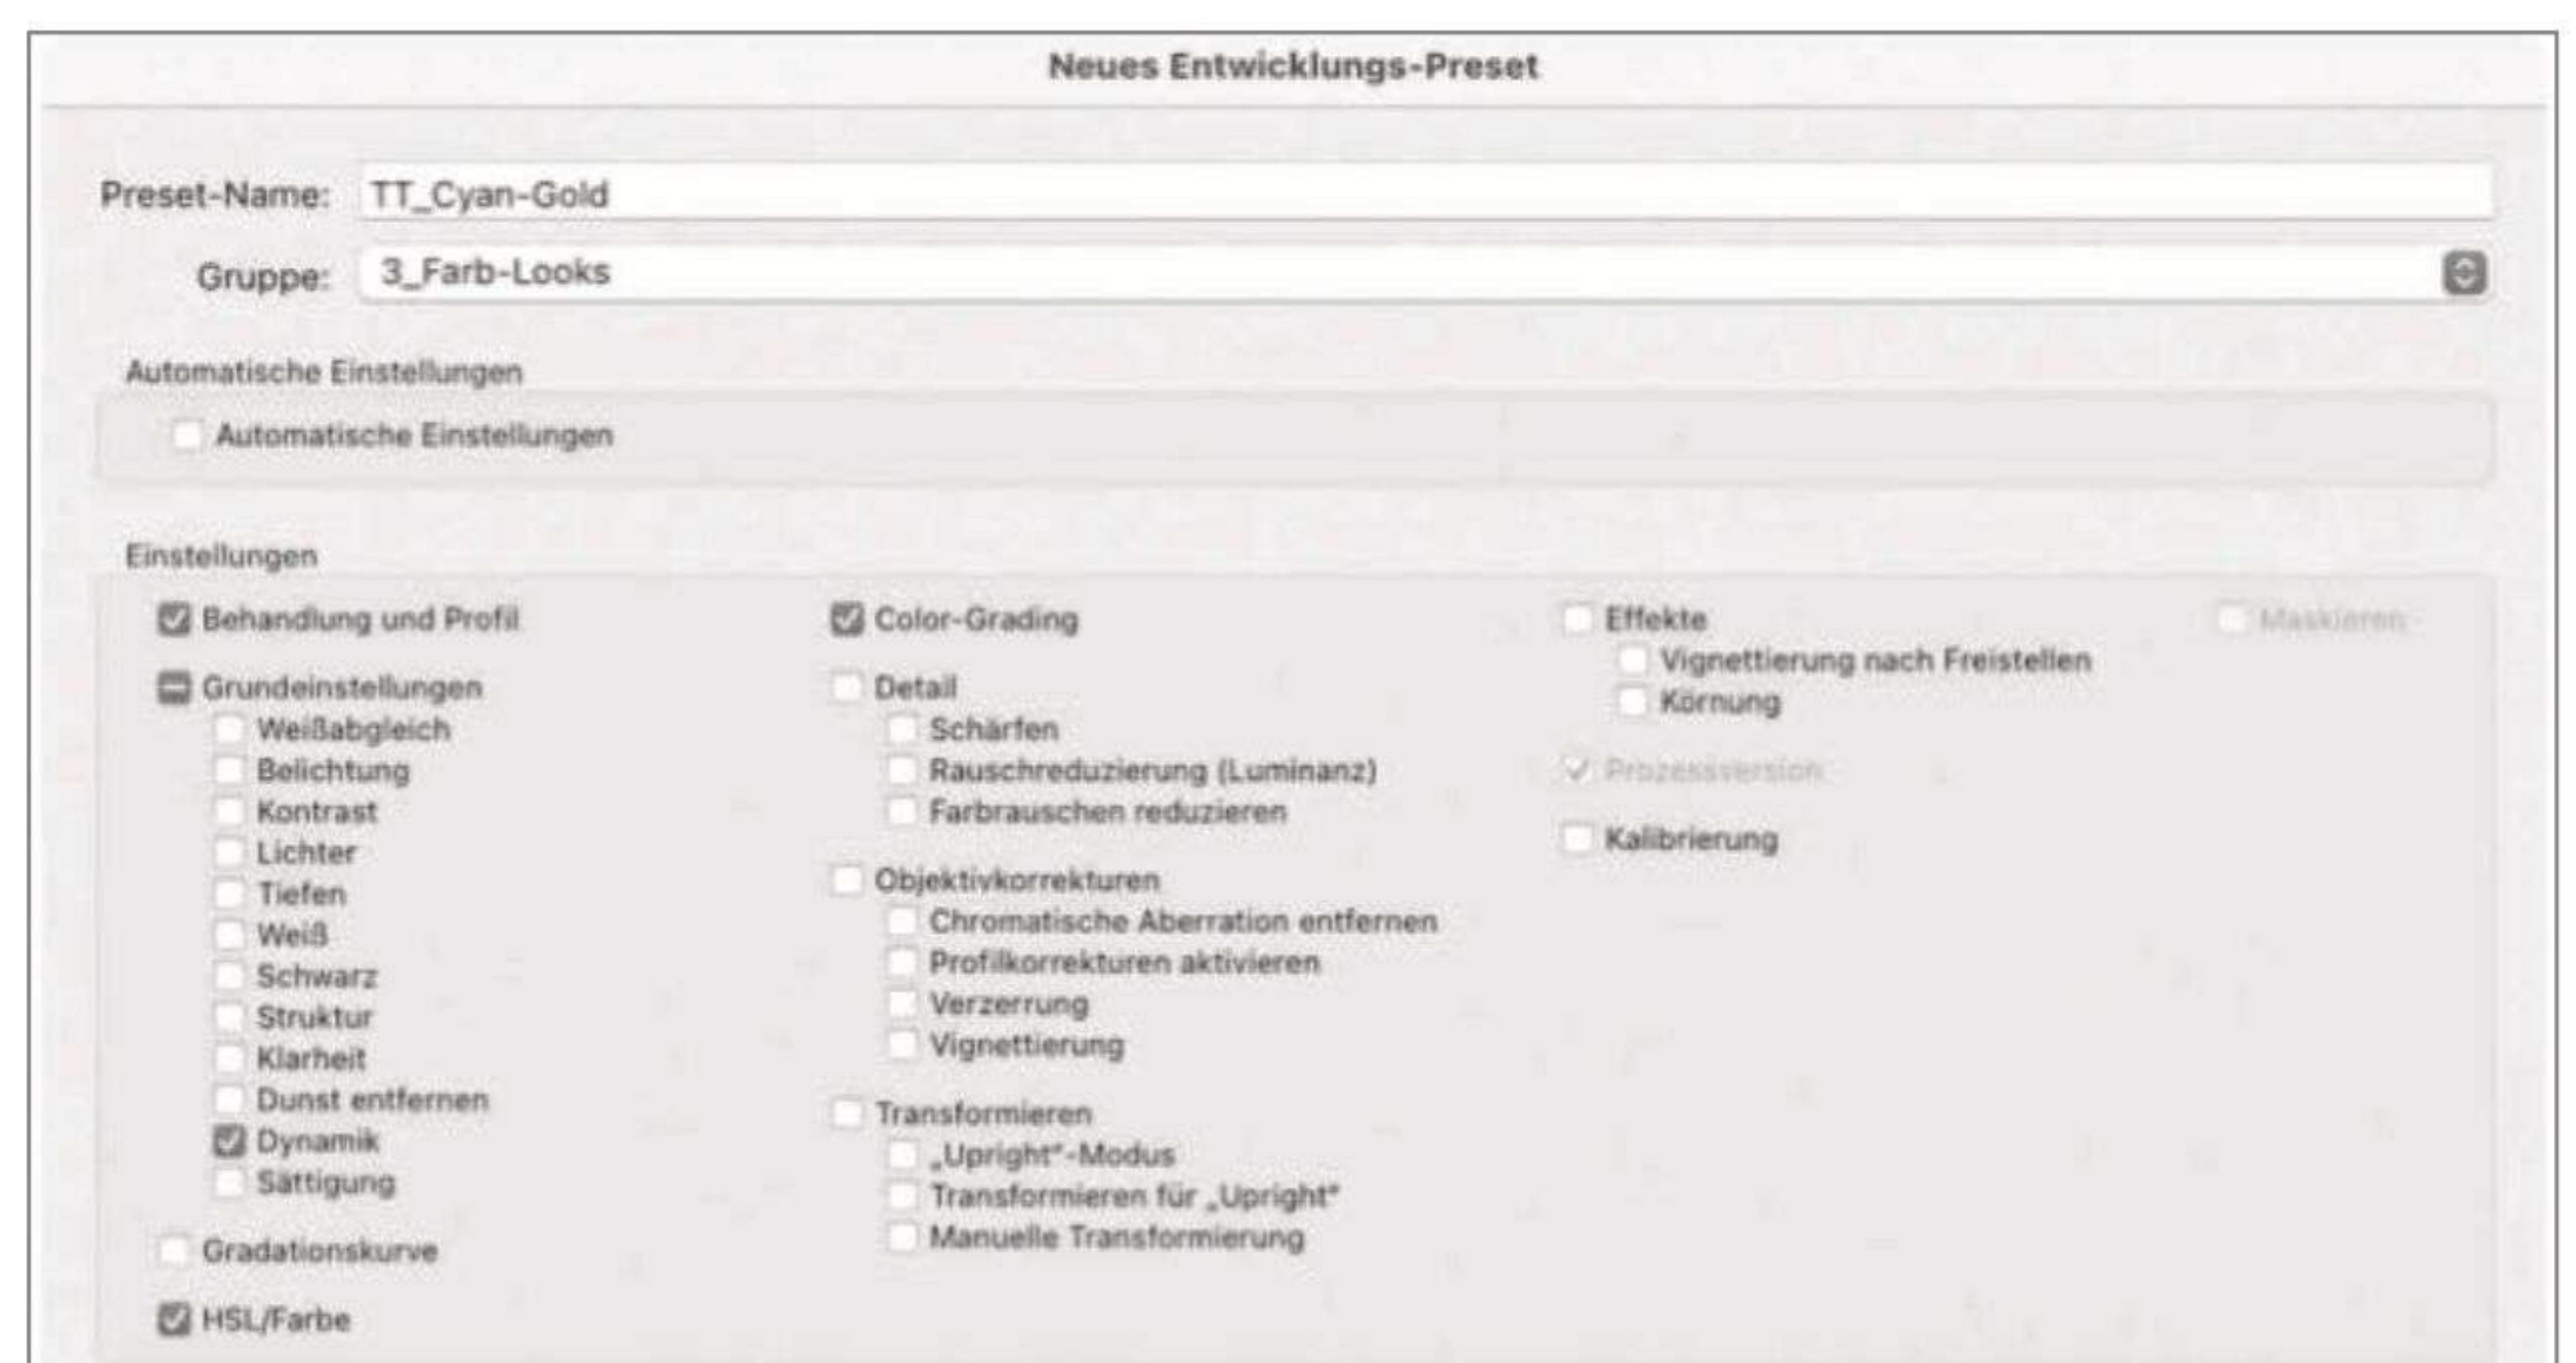 Neues Entwicklungs-Preset
Preset-Name: TT_Cyan-Gold
Gruppe: 3_Farb-Looks
Automatische Einstellungen
Automatische Einstellungen
Einstellungen
Behandlung und Profil
Grundeinstellungen
Weißabgleich
Belichtung
Kontrast
Lichter
Tiefen
Weiß
Schwarz
Struktur
Klarheit
Dunst entfernen
Dynamik
Sättigung
Gradationskurve
HSL/Farbe
Color-Grading
Detail
Schärfen
Rauschreduzierung (Luminanz)
Farbrauschen reduzieren
Objektivkorrekturen
Chromatische Aberration entfernen
Profilkorrekturen aktivieren
Verzerrung
Vignettierung
Transformieren
„Upright“-Modus
Transformieren für „Upright“
Manuelle Transformierung
Effekte
Vignettierung nach Freistellen
Körnung
Prozessversion
Kalibrierung
Maskieren